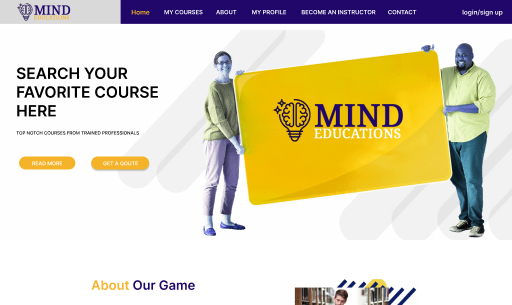 MIND
EDUCATIONS
Home MY COURSES ABOUT MY PROFILE BECOME AN INSTRUCTOR CONTACT login/sign up
SEARCH YOUR
FAVORITE COURSE
HERE
TOP NOTCH COURSES FROM TRAINED PROFESSIONALS
READ MORE GET A QOUTE
MIND
EDUCATIONS
About Our Game